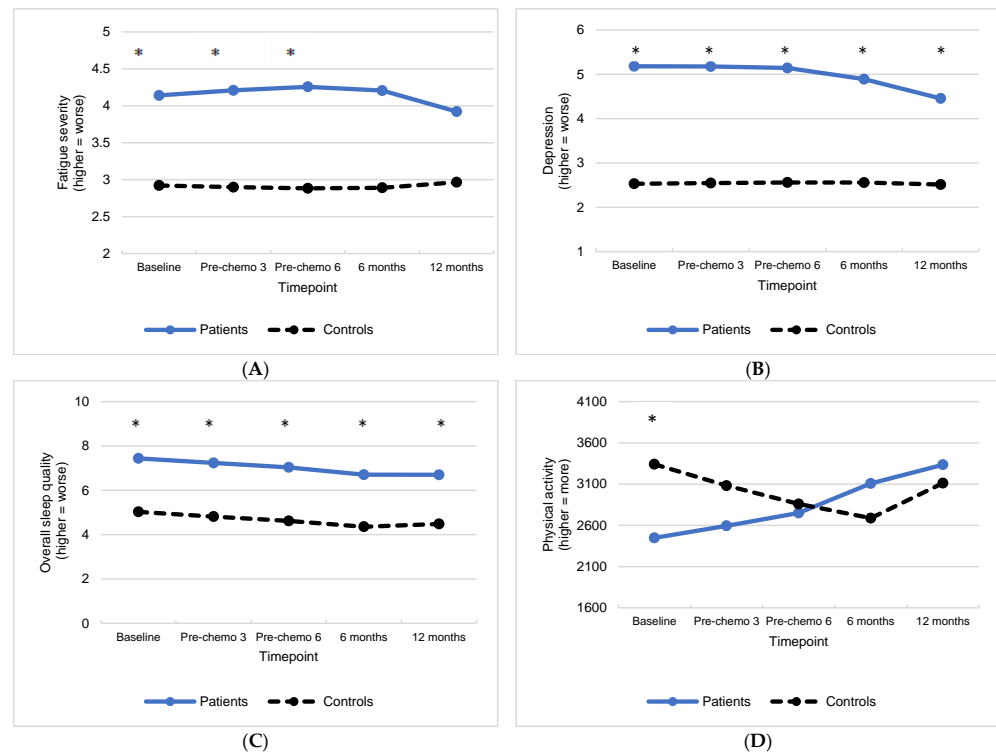 5
4.5
4
3.5
3
2.5
2
Fatigue severity
(higher = worse)
* * *
Baseline Pre-chemo 3 Pre-chemo 6 6 months 12 months
Timepoint
Patients Controls
(A)
6
5
4
3
2
1
Depression
(higher = worse)
* * * * *
Baseline Pre-chemo 3 Pre-chemo 6 6 months 12 months
Timepoint
Patients Controls
(B)
10
8
6
4
2
0
Overall sleep quality
(higher = worse)
* * * * *
Baseline Pre-chemo 3 Pre-chemo 6 6 months 12 months
Timepoint
Patients Controls
(C)
4100
3600
3100
2600
2100
1600
Physical activity
(higher = more)
*
Baseline Pre-chemo 3 Pre-chemo 6 6 months 12 months
Timepoint
Patients Controls
(D)